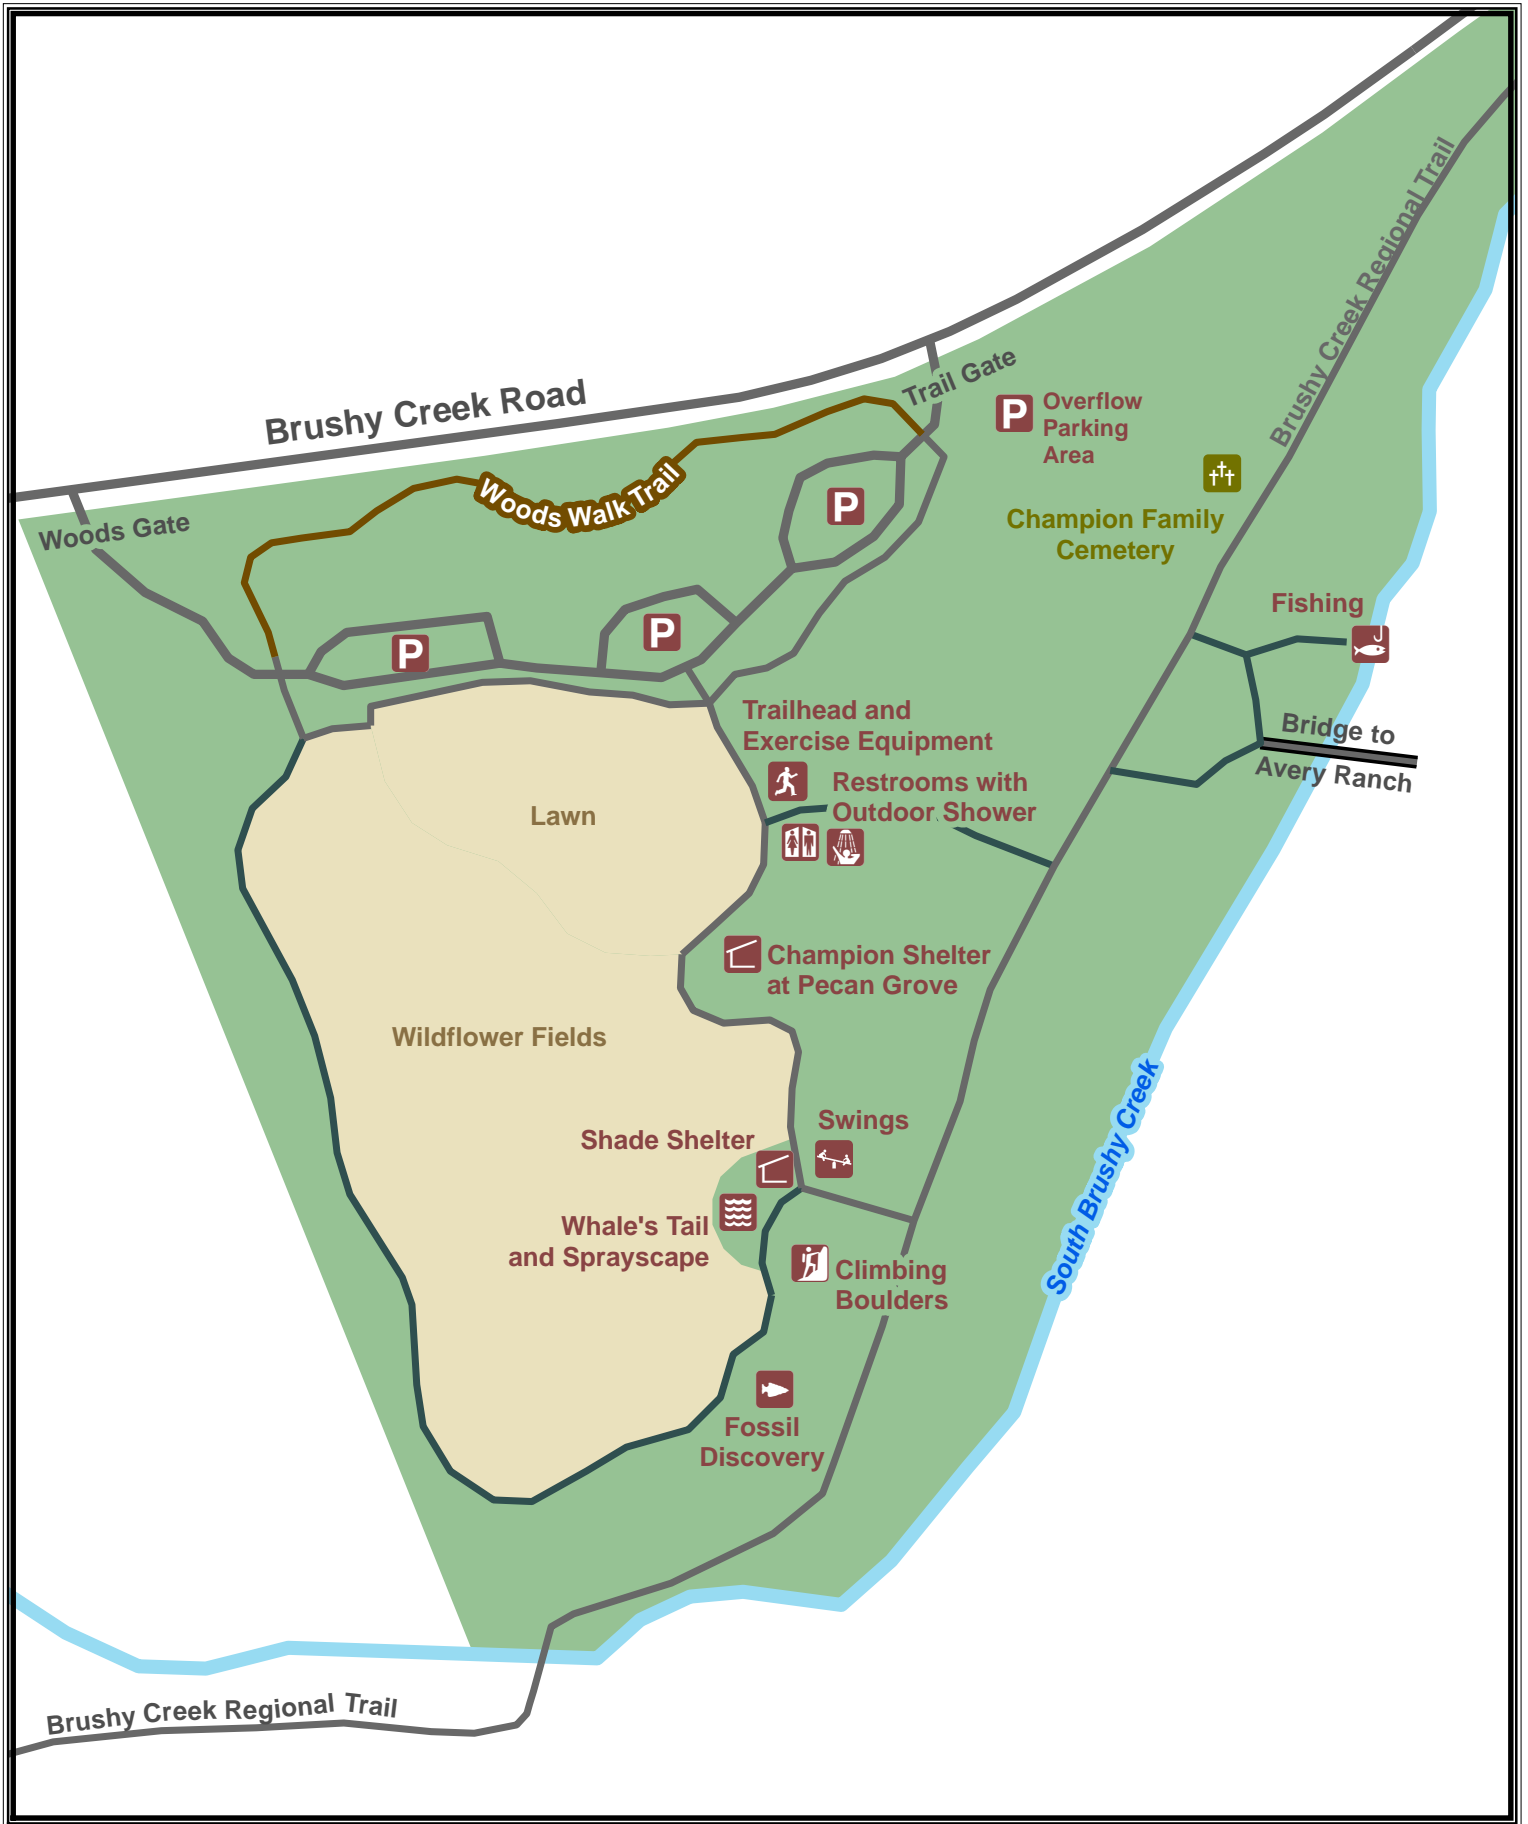 Brushy Creek Road
Trail Gate
P
Overflow
Parking
Area
Brushy Creek Regional Trail
Woods Walk Trail
P
Woods Gate
Champion Family
Cemetery
Fishing
P
P
Trailhead and
Exercise Equipment
Bridge to
Avery Ranch
Restrooms with
Outdoor Shower
Lawn
Champion Shelter
at Pecan Grove
Wildflower Fields
Swings
Shade Shelter
South Brushy Creek
Whale's Tail
and Sprayscape
Climbing
Boulders
Fossil
Discovery
Brushy Creek Regional Trail